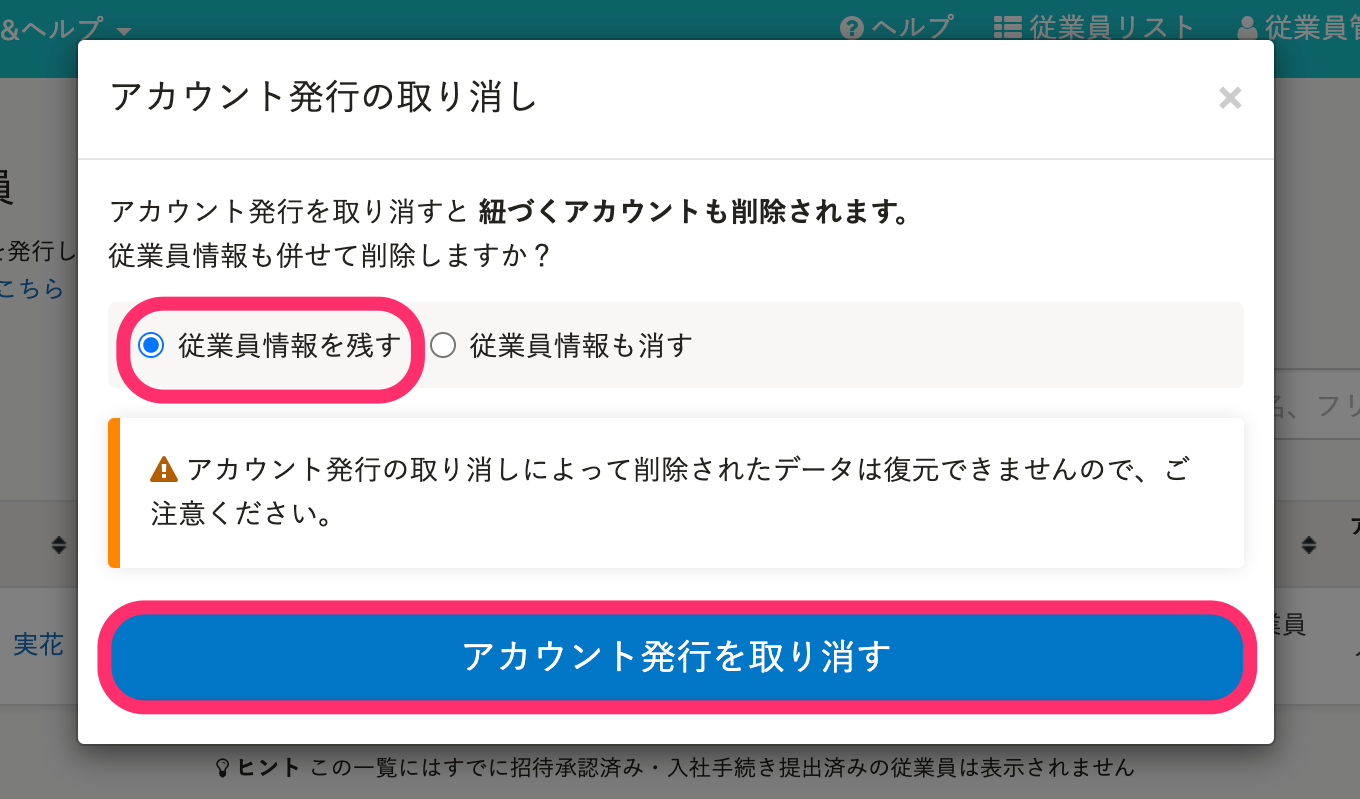 &ヘルプ ヘルプ 従業員リスト 従業員管
アカウント発行の取り消し
員
アカウント発行を取り消すと 紐づくアカウントも削除されます。
を発行し
従業員情報も併せて削除しますか？
こちら
従業員情報を残す 従業員情報も消す
名、フリ
アカウント発行の取り消しによって削除されたデータは復元できませんので、ご
注意ください。
実花
業員
アカウント発行を取り消す
ヒント この一覧にはすでに招待承認済み・入社手続き提出済みの従業員は表示されません